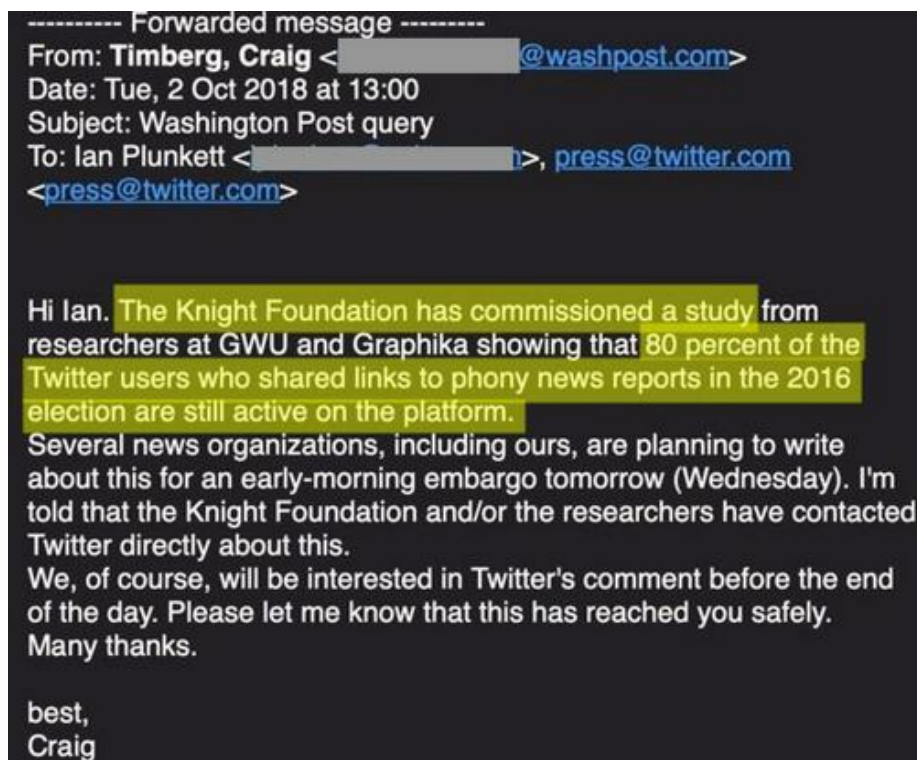 ---------- Forwarded message ---------
From: Timberg, Craig < @washpost.com>
Date: Tue, 2 Oct 2018 at 13:00
Subject: Washington Post query
To: Ian Plunkett < >, press@twitter.com
<press@twitter.com>
Hi Ian. The Knight Foundation has commissioned a study from
researchers at GWU and Graphika showing that 80 percent of the
Twitter users who shared links to phony news reports in the 2016
election are still active on the platform.
Several news organizations, including ours, are planning to write
about this for an early-morning embargo tomorrow (Wednesday). I'm
told that the Knight Foundation and/or the researchers have contacted
Twitter directly about this.
We, of course, will be interested in Twitter's comment before the end
of the day. Please let me know that this has reached you safely.
Many thanks.
best,
Craig